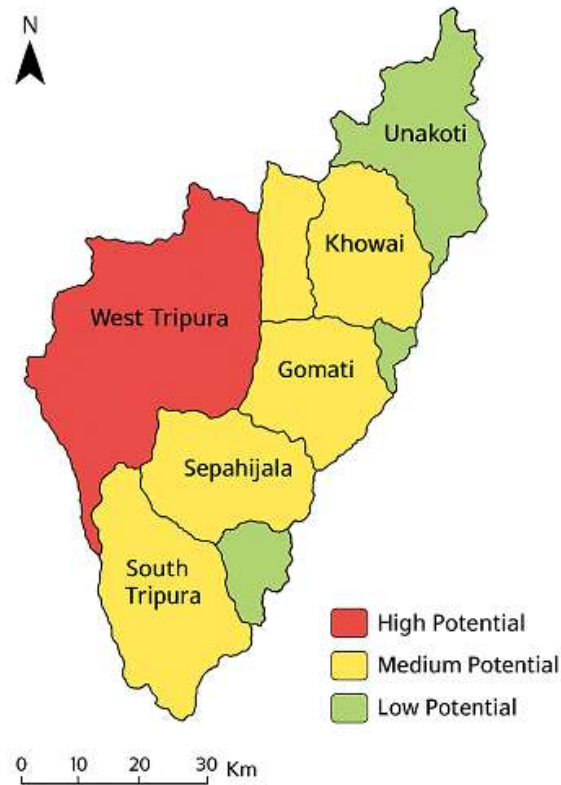 N
Unakoti
Khowai
West Tripura
Gomati
Sepahijala
South
Tripura
High Potential
Medium Potential
Low Potential
0 10 20 30 Km